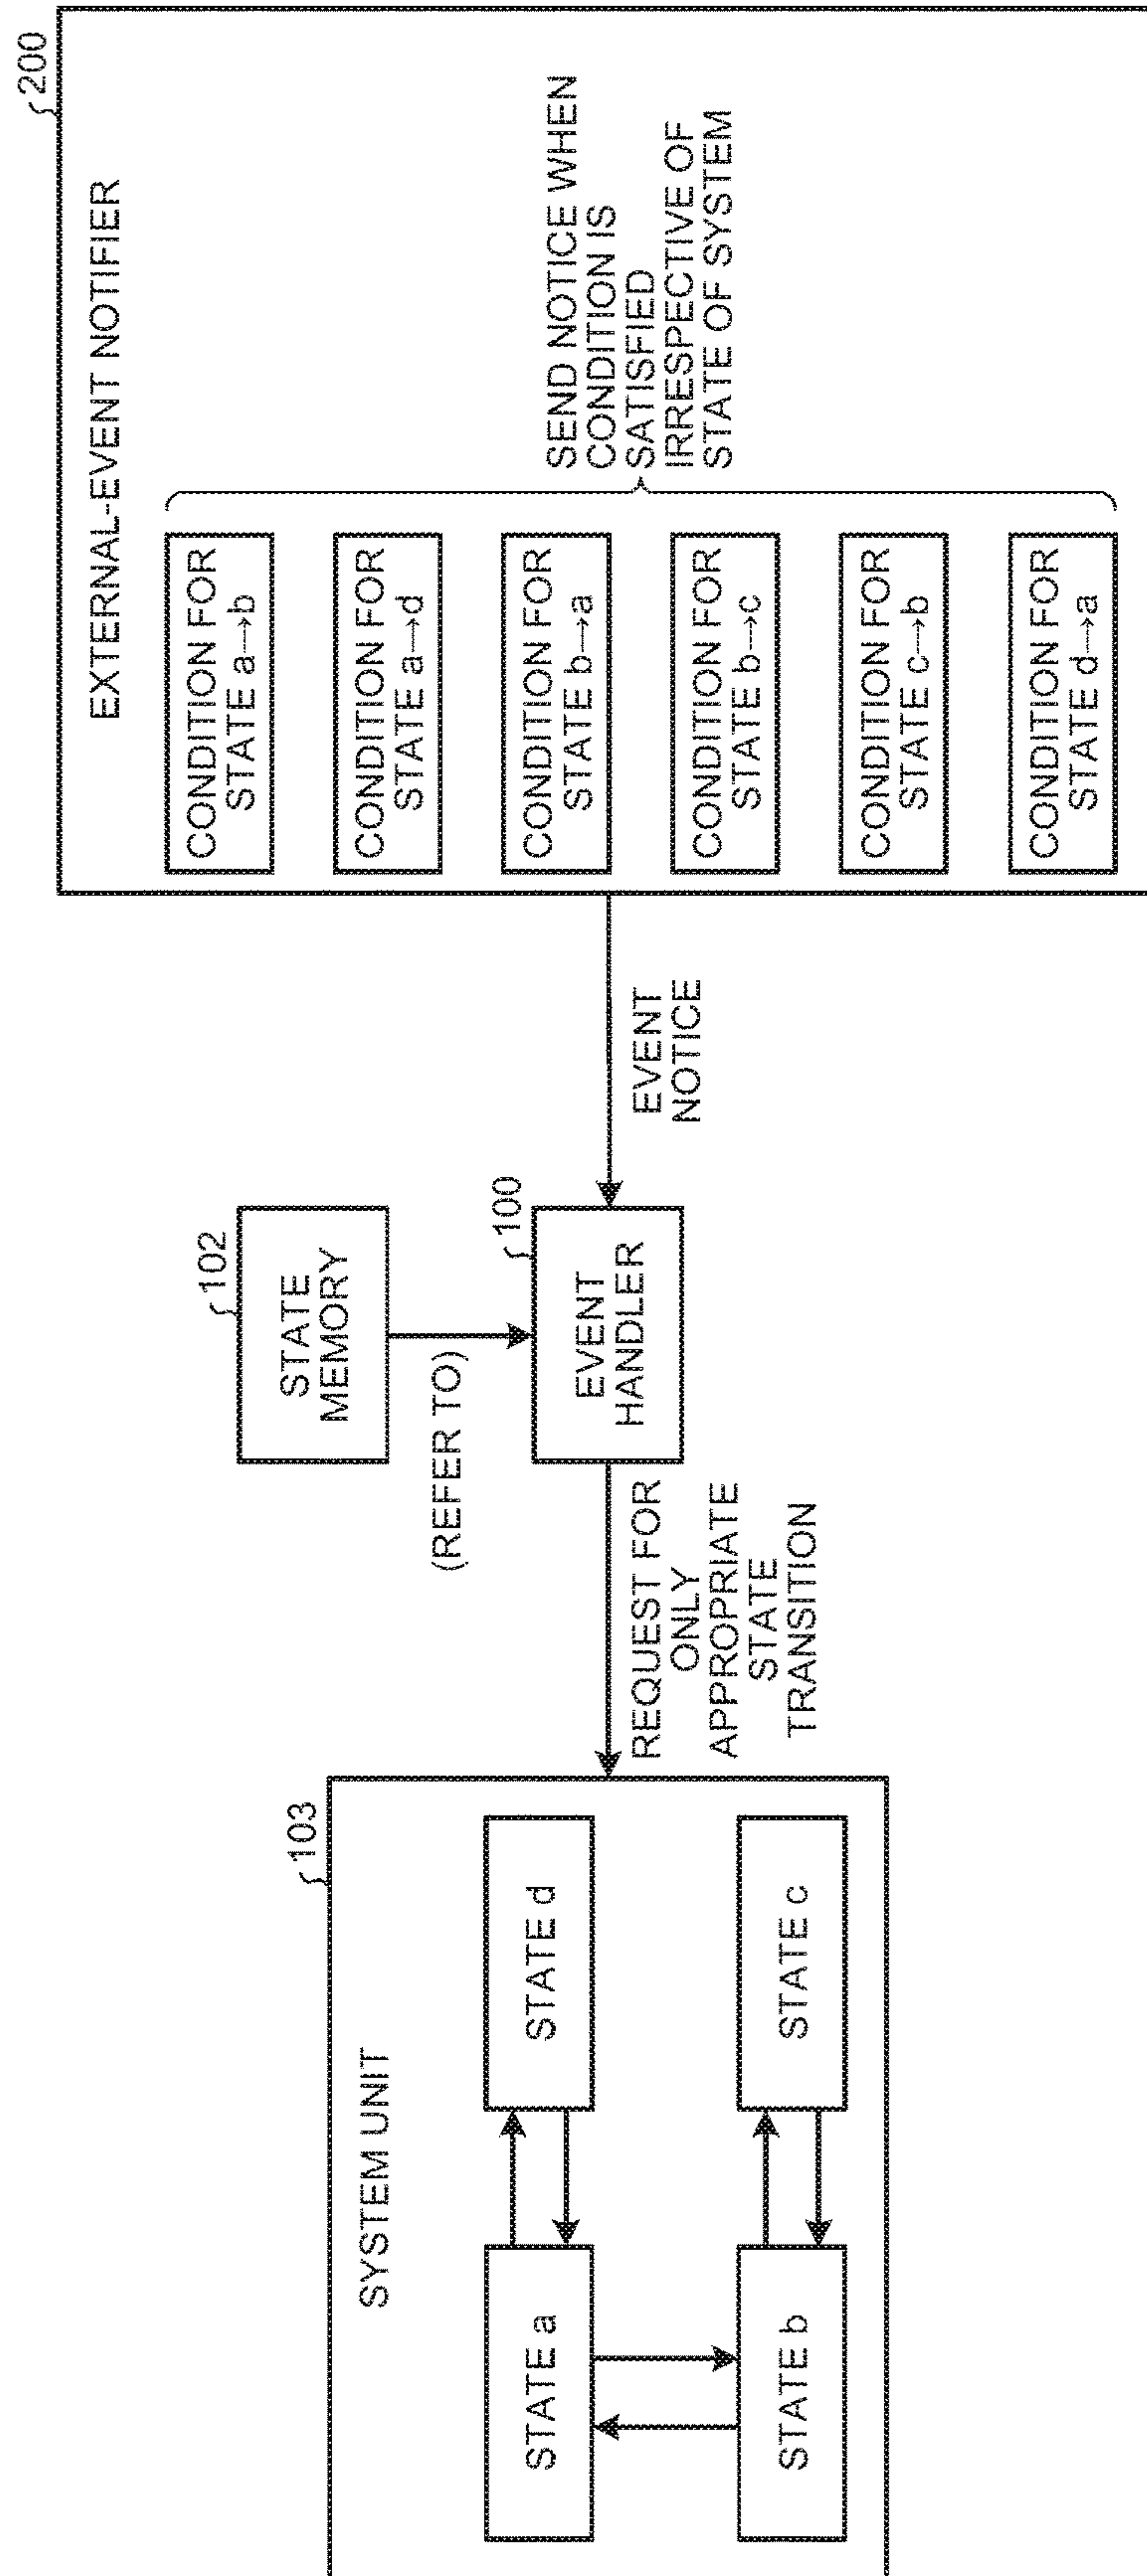 103
SYSTEM UNIT
STATE a
STATE d
STATE b
STATE c
REQUEST FOR
ONLY
APPROPRIATE
STATE
TRANSITION
102
STATE
MEMORY
(REFER TO)
100
EVENT
HANDLER
EVENT
NOTICE
200
EXTERNAL-EVENT NOTIFIER
CONDITION FOR
STATE a→b
CONDITION FOR
STATE a→d
CONDITION FOR
STATE b→a
CONDITION FOR
STATE b→c
CONDITION FOR
STATE c→b
CONDITION FOR
STATE d→a
SEND NOTICE WHEN
CONDITION IS
SATISFIED
IRRESPECTIVE OF
STATE OF SYSTEM